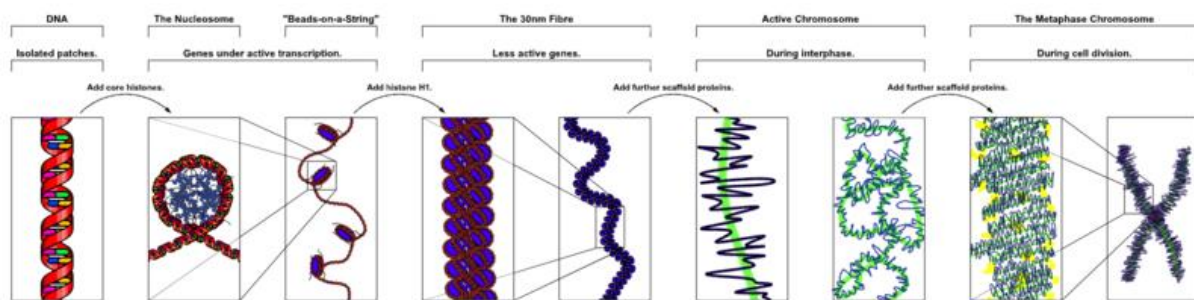 DNA
The Nucleosome
"Beads-on-a-String"
The 30nm Fibre
Active Chromosome
The Metaphase Chromosome
Isolated patches.
Genes under active transcription.
Less active genes.
During interphase.
During cell division.
Add core histones.
Add histone H1.
Add further scaffold proteins.
Add further scaffold proteins.